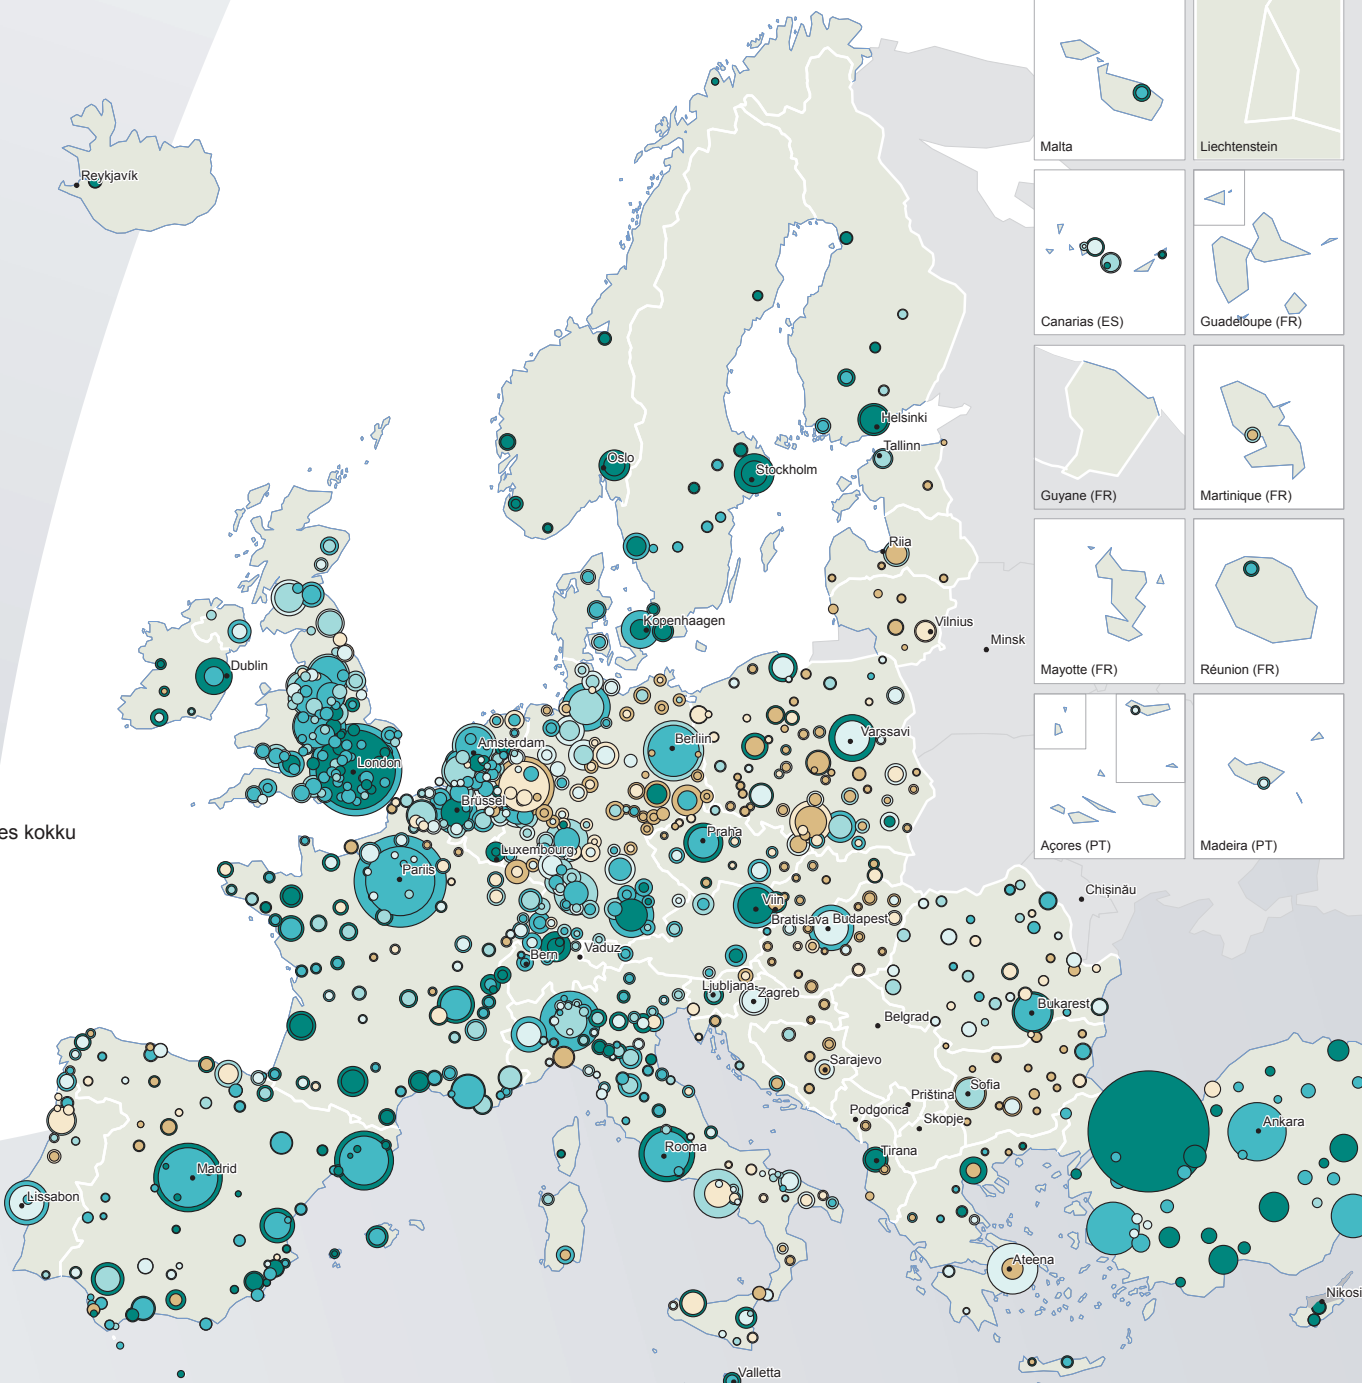 Malta
Liechtenstein
Reykjavík
Canarias (ES)
Guadeloupe (FR)
Helsinki
Tallinn
Oslo
Stockholm
Guyane (FR)
Martinique (FR)
Riia
Kopenhaagen
Vilnius
Minsk
Dublin
Mayotte (FR)
Réunion (FR)
Amsterdam
Berliin
Varssavi
London
Brüssel
es kokku
Praha
Açores (PT)
Madeira (PT)
Luxembourg
Pariis
Viin
Chișinău
Bratislava
Budapest
Bern
Vaduz
Ljubljana
Zagreb
Bukarest
Belgrad
Sarajevo
Sofia
Priština
Podgorica
Skopje
Ankara
Rooma
Tirana
Madrid
Lissabon
Ateena
Nikosi
Valletta